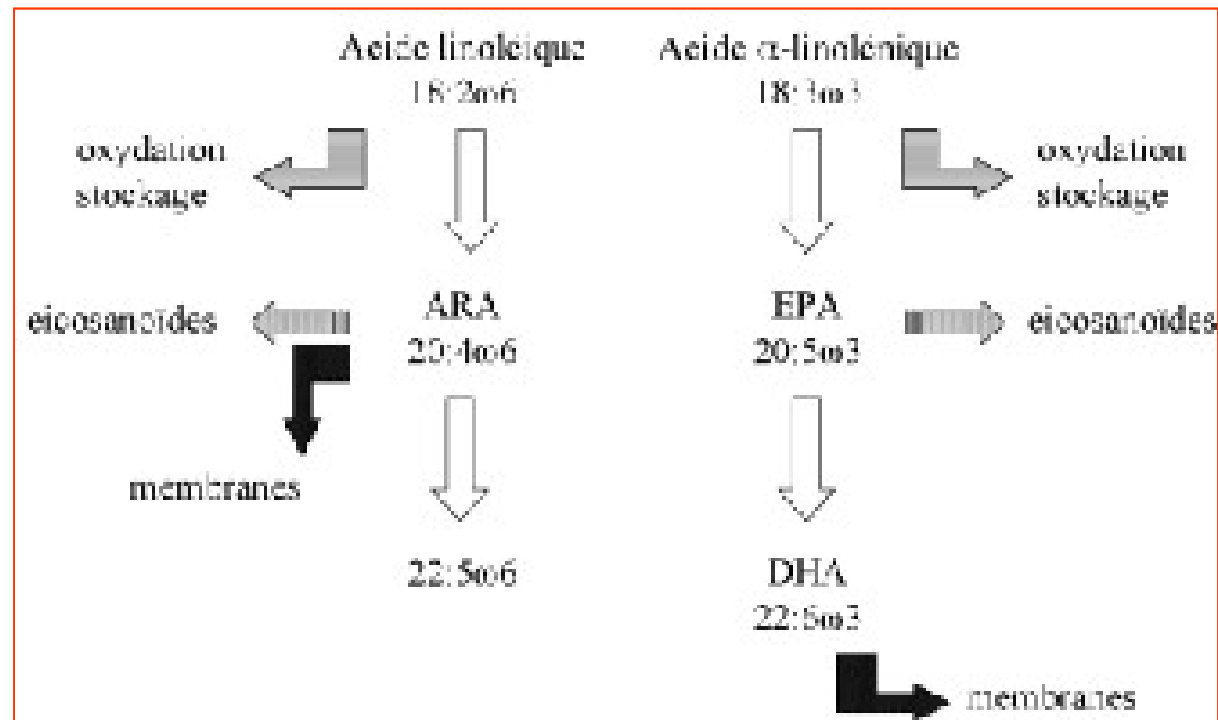 Acide linoléique
18:2ω6
Acide α-linolénique
18:3ω3
oxydation
stockage
oxydation
stockage
eicosanoïdes
ARA
20:4ω6
EPA
20:5ω3
eicosanoïdes
membranes
22:5ω6
DHA
22:6ω3
membranes